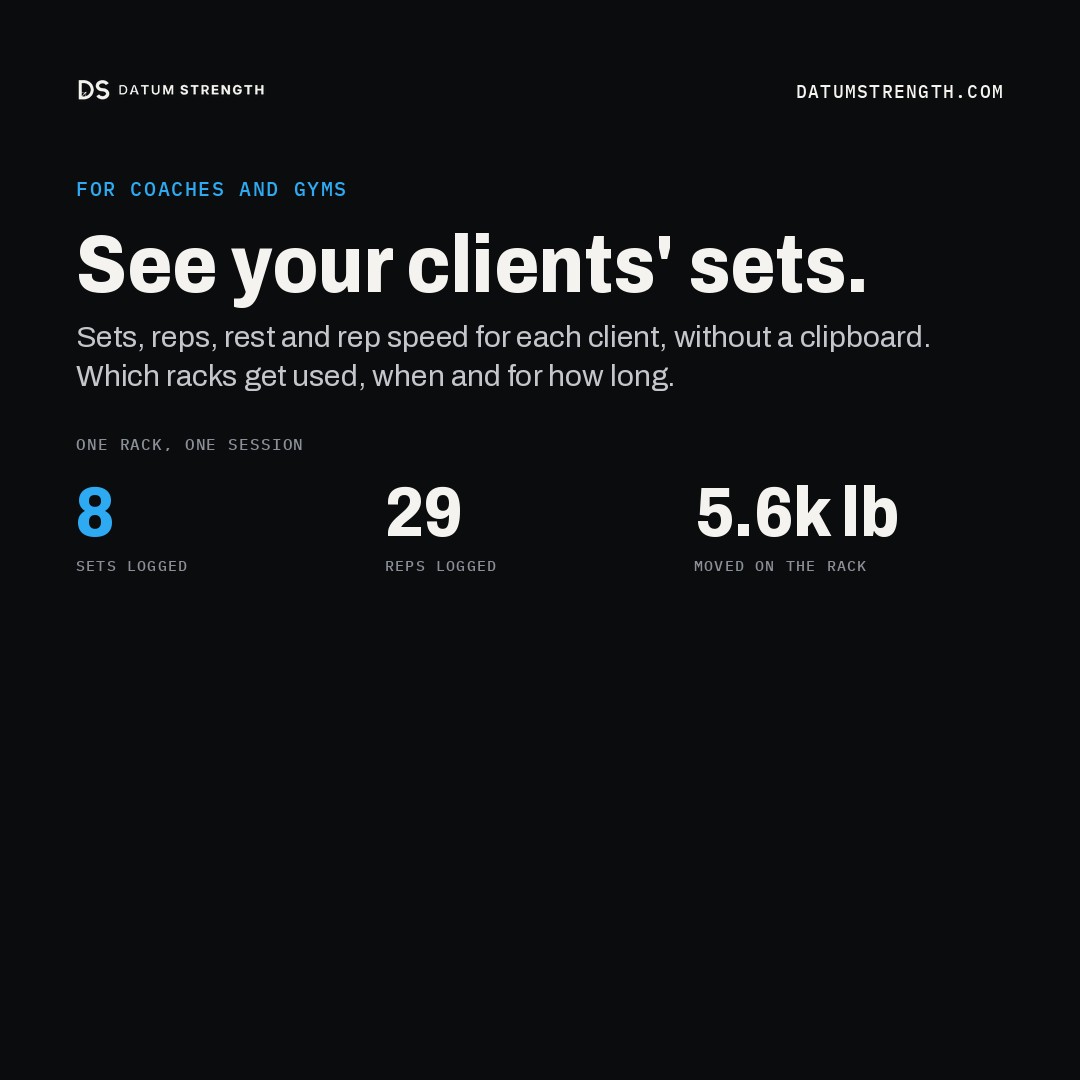 DS DATUM STRENGTH
DATUMSTRENGTH.COM
FOR COACHES AND GYMS
See your clients' sets.
Sets, reps, rest and rep speed for each client, without a clipboard.
Which racks get used, when and for how long.
ONE RACK, ONE SESSION
8
29
5.6k lb
SETS LOGGED
REPS LOGGED
MOVED ON THE RACK